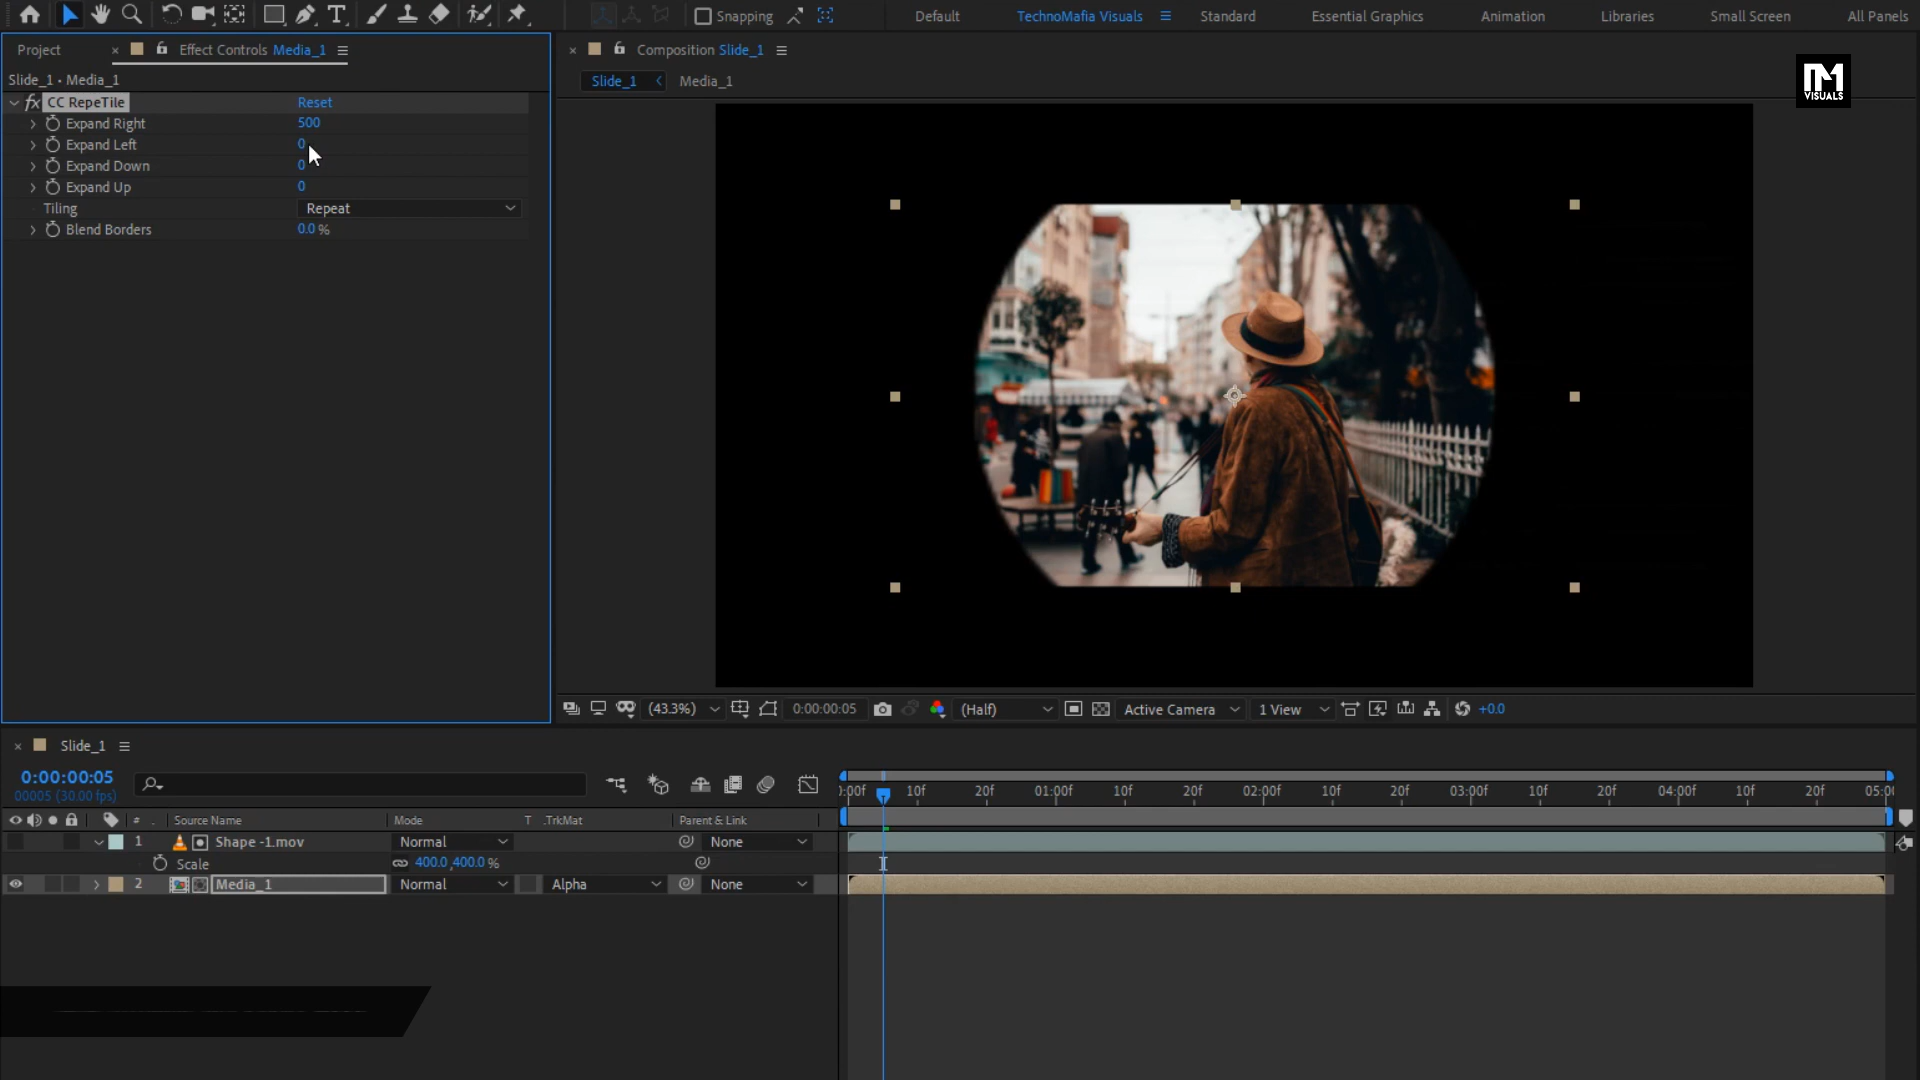 Snapping
Default
TechnoMafia Visuals
Standard
Essential Graphics
Animation
Libraries
Small Screen
All Panels
Project
Effect Controls Media_1
Composition Slide_1
Slide_1 • Media_1
Slide_1
Media_1
VISUALS
fx CC RepeTile Reset
Expand Right 500
Expand Left 0
Expand Down 0
Expand Up 0
Tiling Repeat
Blend Borders 0.0 %
(43.3%)
0:00:00:05
(Half)
Active Camera
1 View
+0.0
Slide_1
0:00:00:05
00005 (30.00 fps)
:00f 10f 20f 01:00f 10f 20f 02:00f 10f 20f 03:00f 10f 20f 04:00f 10f 20f 05:00
# Source Name Mode T .TrkMat Parent & Link
1 Shape -1.mov Normal None
Scale 400.0,400.0 %
2 Media_1 Normal Alpha None